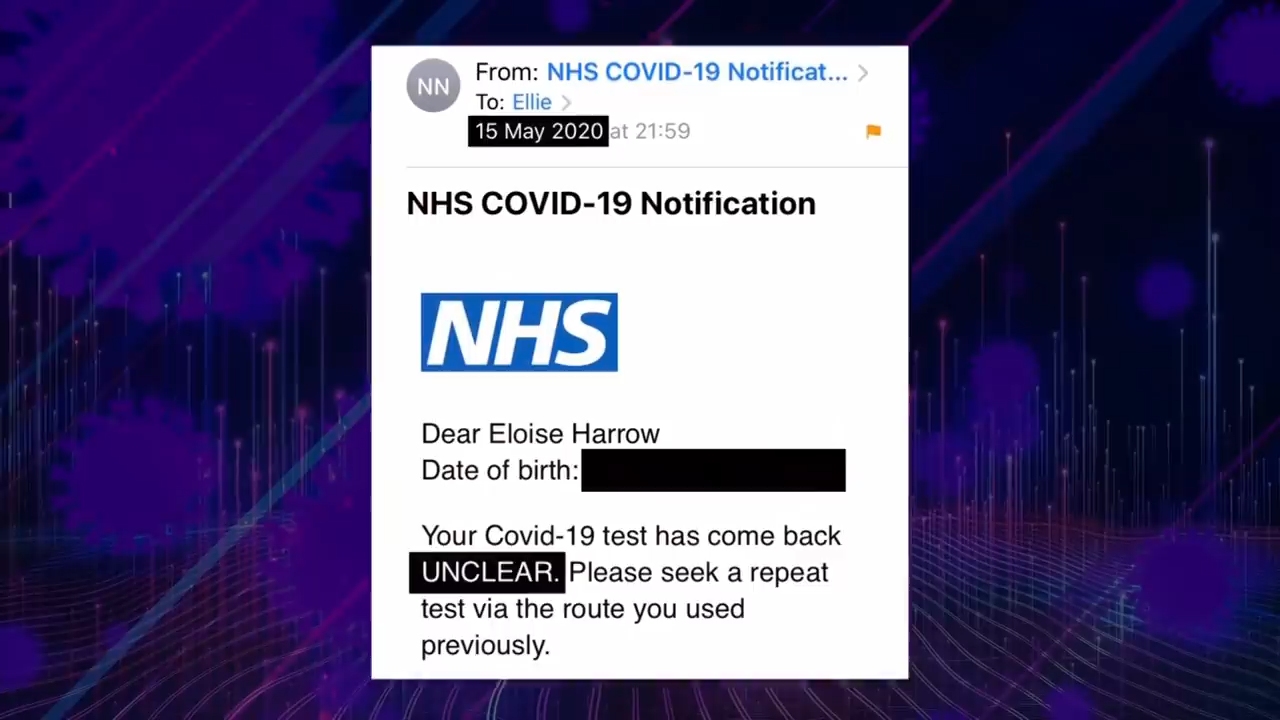 NN
From: NHS COVID-19 Notificat...
To: Ellie
15 May 2020 at 21:59
NHS COVID-19 Notification
NHS
Dear Eloise Harrow
Date of birth:
Your Covid-19 test has come back
UNCLEAR. Please seek a repeat
test via the route you used
previously.